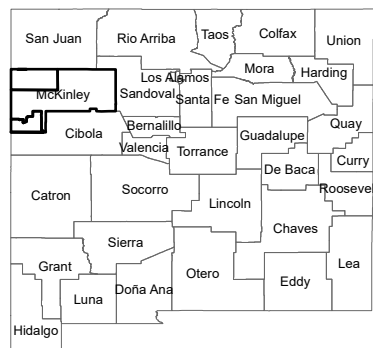 San Juan
Rio Arriba
Taos
Colfax
Union
Mora
Harding
Los Alamos
McKinley
Sandoval
Santa Fe
San Miguel
Bernalillo
Cibola
Valencia
Torrance
Guadalupe
Quay
Curry
De Baca
Roosevelt
Catron
Socorro
Lincoln
Chaves
Sierra
Grant
Otero
Eddy
Lea
Luna
Doña Ana
Hidalgo